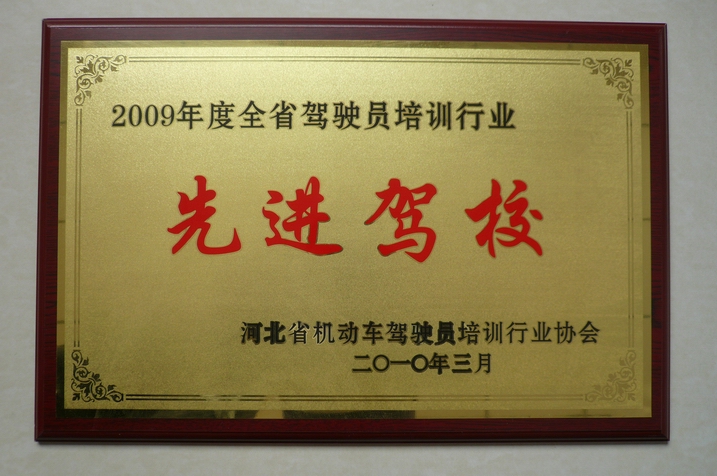 2009年度全省驾驶员培训行业
先进驾校
河北省机动车驾驶员培训行业协会
二〇一〇年三月